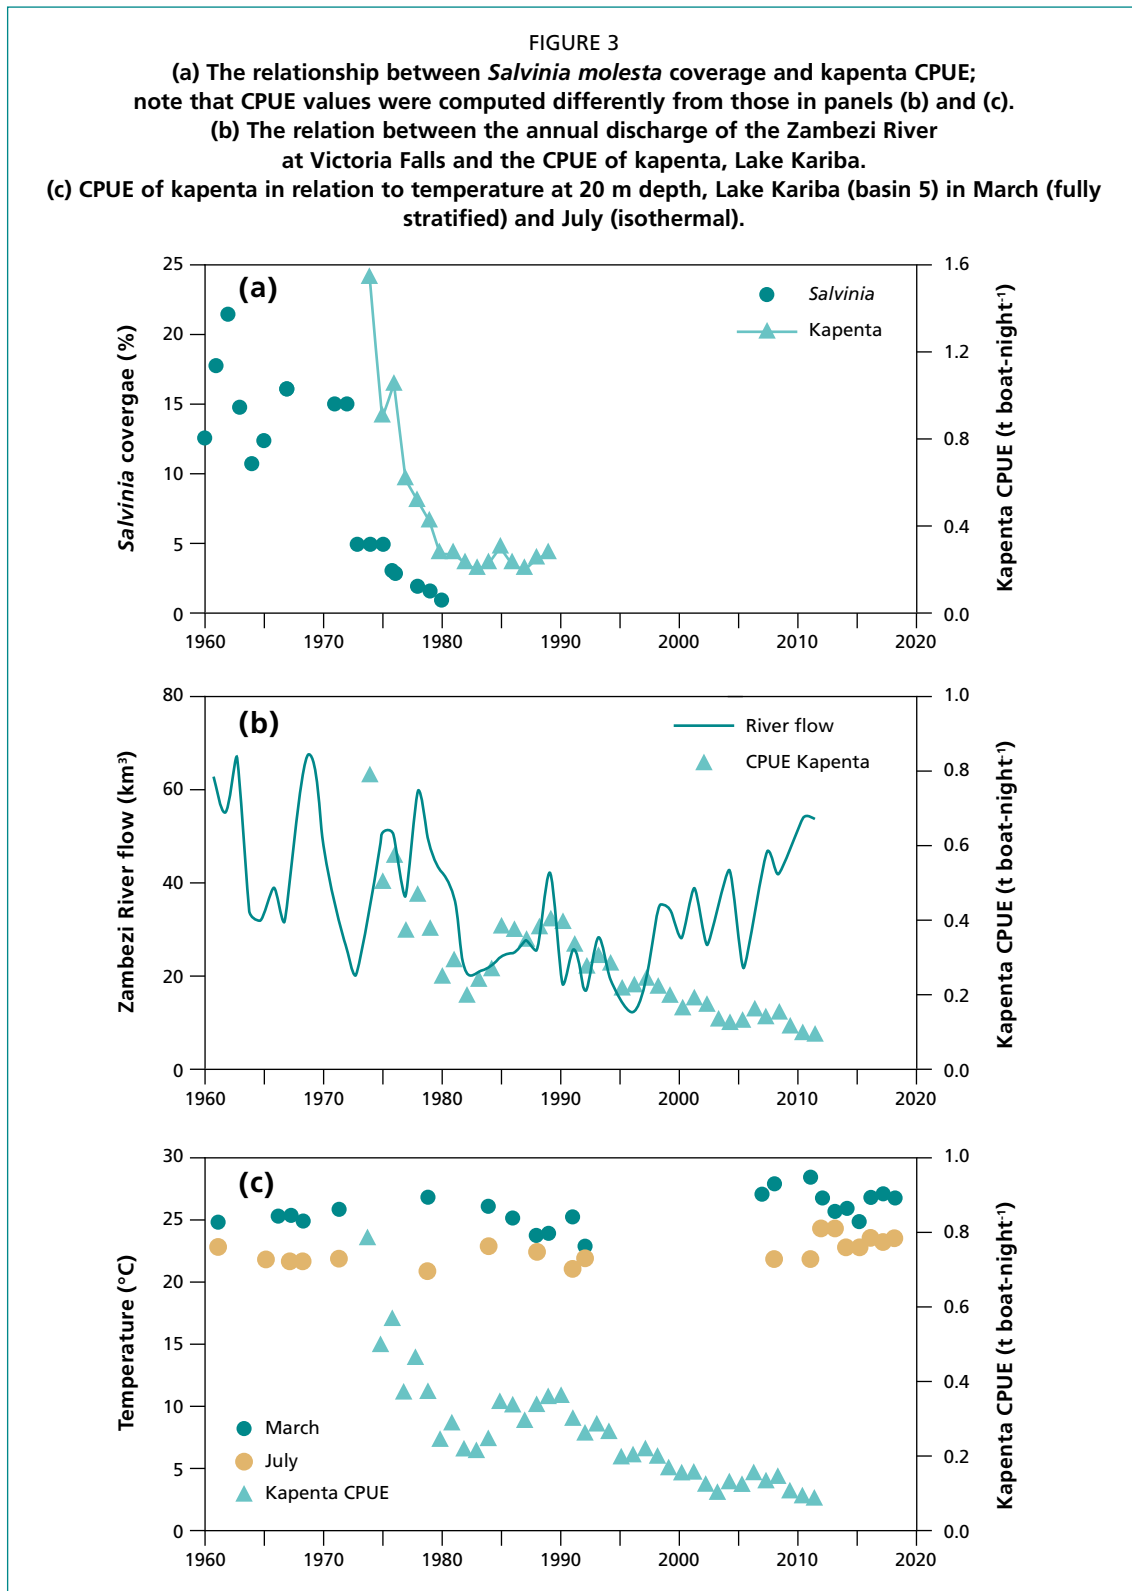 FIGURE 3
(a) The relationship between Salvinia molesta coverage and kapenta CPUE;
note that CPUE values were computed differently from those in panels (b) and (c).
(b) The relation between the annual discharge of the Zambezi River
at Victoria Falls and the CPUE of kapenta, Lake Kariba.
(c) CPUE of kapenta in relation to temperature at 20 m depth, Lake Kariba (basin 5) in March (fully
stratified) and July (isothermal).
(a)
Salvinia
Kapenta
Salvinia covergae (%)
25
20
15
10
5
0
1.6
1.2
0.8
0.4
0.0
Kapenta CPUE (t boat-night⁻¹)
1960 1970 1980 1990 2000 2010 2020
(b)
River flow
CPUE Kapenta
Zambezi River flow (km³)
80
60
40
20
0
1.0
0.8
0.6
0.4
0.2
0.0
Kapenta CPUE (t boat-night⁻¹)
1960 1970 1980 1990 2000 2010 2020
(c)
Temperature (°C)
30
25
20
15
10
5
0
March
July
Kapenta CPUE
1.0
0.8
0.6
0.4
0.2
0.0
Kapenta CPUE (t boat-night⁻¹)
1960 1970 1980 1990 2000 2010 2020